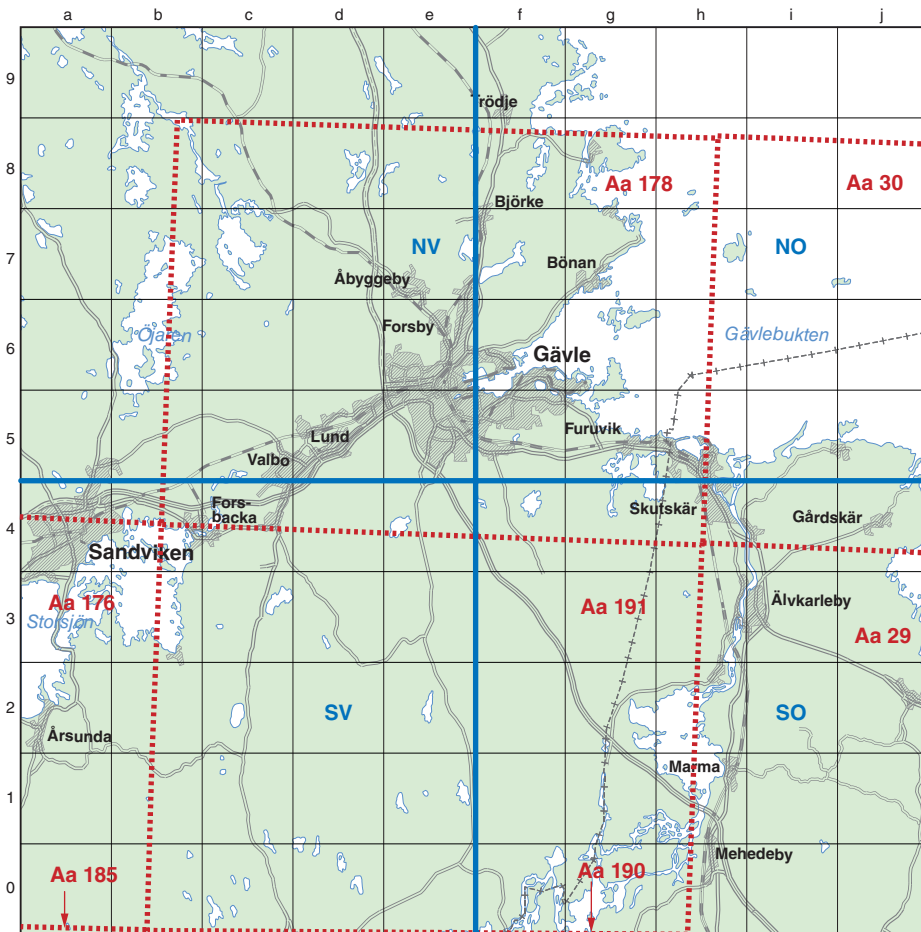 a b c d e f g h i j
9
rödje
8
Aa 178
Aa 30
Björke
NV
NO
7
Bönan
Åbyggeby
Forsby
Öjaren
Gävlebukten
6
Gävle
Furuvik
5
Lund
Valbo
Fors-
backa
Skutskär
Gårdskär
4
Sandviken
Aa 176
Aa 191
Älvkarleby
3
Storsjön
Aa 29
SV
SO
2
Årsunda
Marma
1
Mehedeby
Aa 185
Aa 190
0